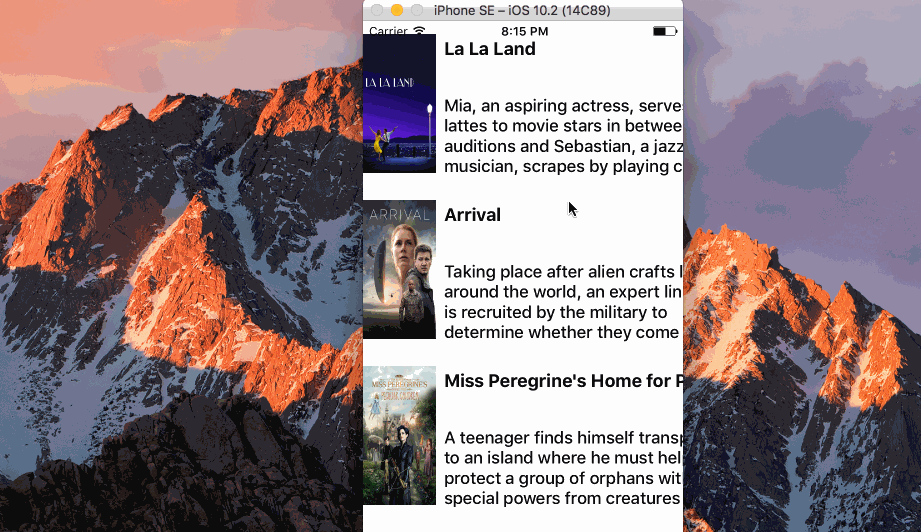 iPhone SE – iOS 10.2 (14C89)
Carrier 8:15 PM
La La Land
LA LA LAND
Mia, an aspiring actress, serve
lattes to movie stars in betwee
auditions and Sebastian, a jazz
musician, scrapes by playing c
Arrival
ARRIVAL
Taking place after alien crafts l
around the world, an expert lin
is recruited by the military to
determine whether they come
Miss Peregrine's Home for P
MISS PEREGRINE'S
A teenager finds himself transp
to an island where he must hel
protect a group of orphans wit
special powers from creatures